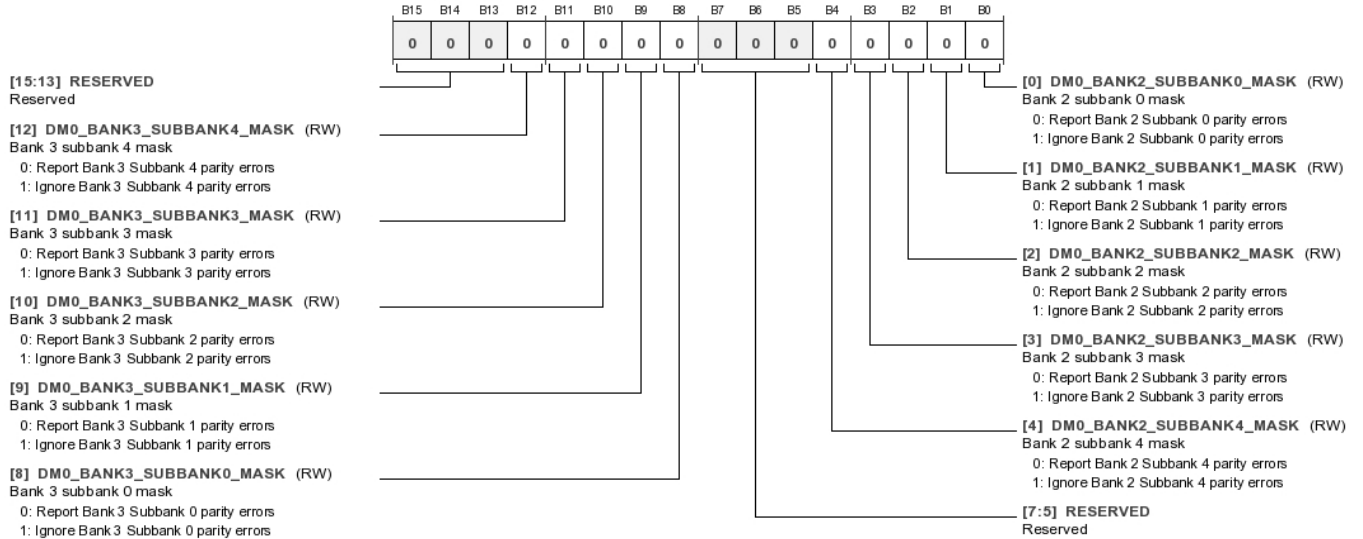 B15 B14 B13 B12 B11 B10 B9 B8 B7 B6 B5 B4 B3 B2 B1 B0
0 0 0 0 0 0 0 0 0 0 0 0 0 0 0 0
[15:13] RESERVED
Reserved
[12] DM0_BANK3_SUBBANK4_MASK (RW)
Bank 3 subbank 4 mask
0: Report Bank 3 Subbank 4 parity errors
1: Ignore Bank 3 Subbank 4 parity errors
[11] DM0_BANK3_SUBBANK3_MASK (RW)
Bank 3 subbank 3 mask
0: Report Bank 3 Subbank 3 parity errors
1: Ignore Bank 3 Subbank 3 parity errors
[10] DM0_BANK3_SUBBANK2_MASK (RW)
Bank 3 subbank 2 mask
0: Report Bank 3 Subbank 2 parity errors
1: Ignore Bank 3 Subbank 2 parity errors
[9] DM0_BANK3_SUBBANK1_MASK (RW)
Bank 3 subbank 1 mask
0: Report Bank 3 Subbank 1 parity errors
1: Ignore Bank 3 Subbank 1 parity errors
[8] DM0_BANK3_SUBBANK0_MASK (RW)
Bank 3 subbank 0 mask
0: Report Bank 3 Subbank 0 parity errors
1: Ignore Bank 3 Subbank 0 parity errors
[0] DM0_BANK2_SUBBANK0_MASK (RW)
Bank 2 subbank 0 mask
0: Report Bank 2 Subbank 0 parity errors
1: Ignore Bank 2 Subbank 0 parity errors
[1] DM0_BANK2_SUBBANK1_MASK (RW)
Bank 2 subbank 1 mask
0: Report Bank 2 Subbank 1 parity errors
1: Ignore Bank 2 Subbank 1 parity errors
[2] DM0_BANK2_SUBBANK2_MASK (RW)
Bank 2 subbank 2 mask
0: Report Bank 2 Subbank 2 parity errors
1: Ignore Bank 2 Subbank 2 parity errors
[3] DM0_BANK2_SUBBANK3_MASK (RW)
Bank 2 subbank 3 mask
0: Report Bank 2 Subbank 3 parity errors
1: Ignore Bank 2 Subbank 3 parity errors
[4] DM0_BANK2_SUBBANK4_MASK (RW)
Bank 2 subbank 4 mask
0: Report Bank 2 Subbank 4 parity errors
1: Ignore Bank 2 Subbank 4 parity errors
[7:5] RESERVED
Reserved